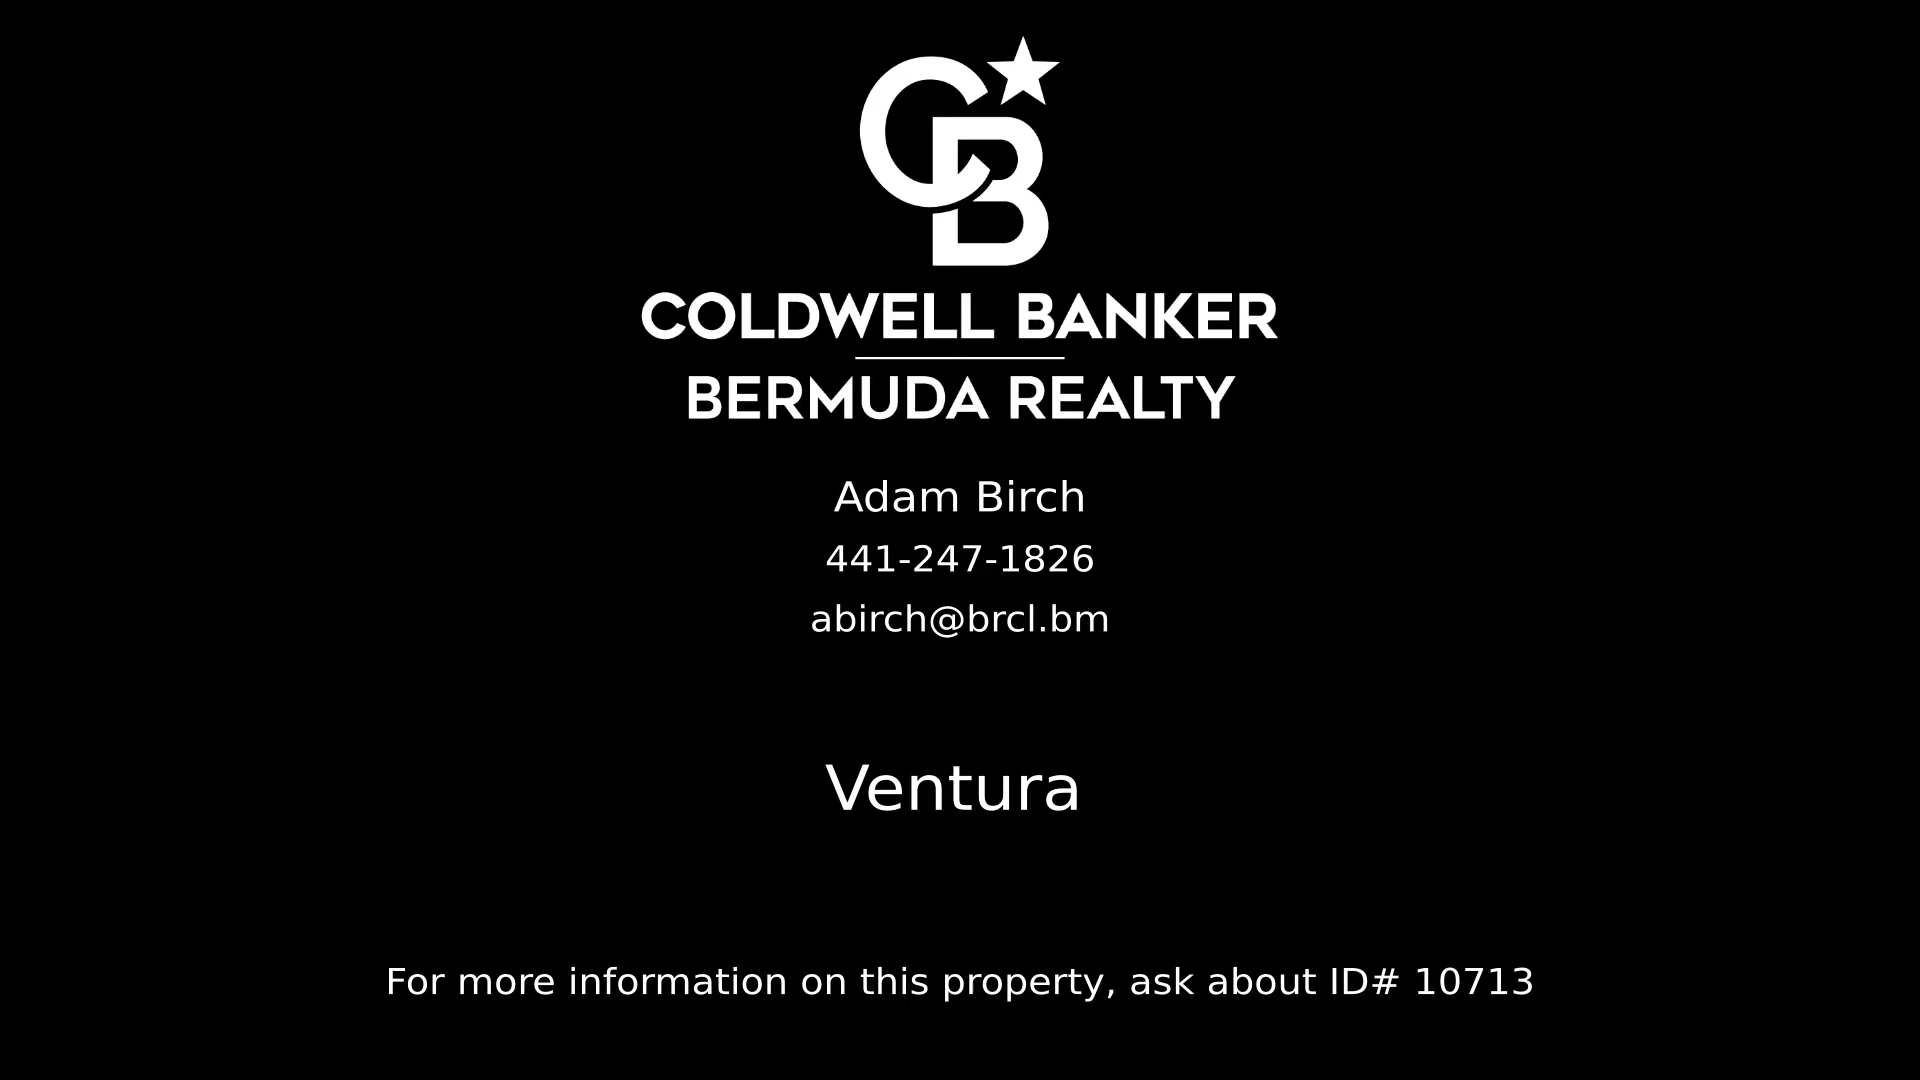 CB
COLDWELL BANKER
BERMUDA REALTY
Adam Birch
441-247-1826
abirch@brcl.bm
Ventura
For more information on this property, ask about ID# 10713